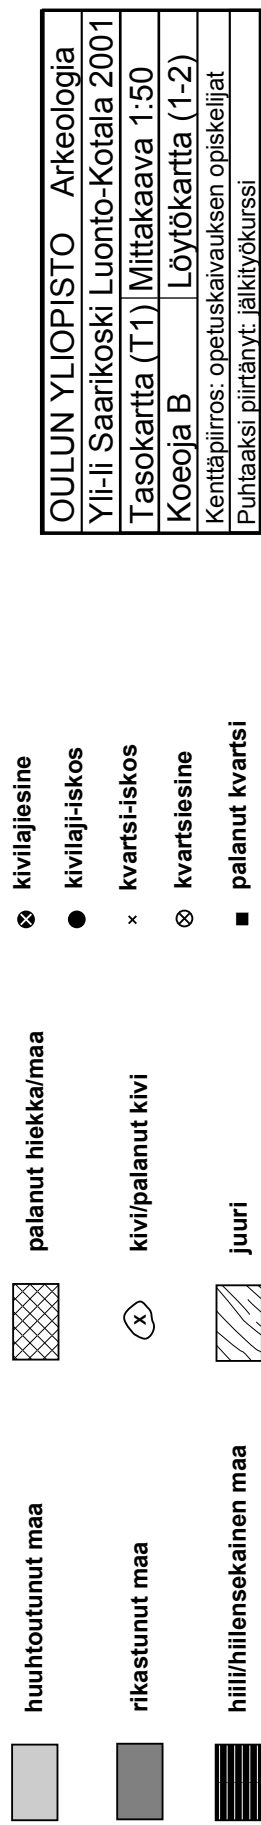 huuhtoutunut maa
palanut hiekka/maa
kivilajiesine
kivilaji-iskos
rikastunut maa
x kivi/palanut kivi
kvartsi-iskos
kvartsiesine
hiili/hiilensekainen maa
juuri
palanut kvartsi
OULUN YLIOPISTO Arkeologia
Yli-Ii Saarikoski Luonto-Kotala 2001
Tasokartta (T1) Mittakaava 1:50
Koeoja B Löytökartta (1-2)
Kenttäpiirros: opetuskaivauksen opiskelijat
Puhtaaksi piirtänyt: jälkityökurssi